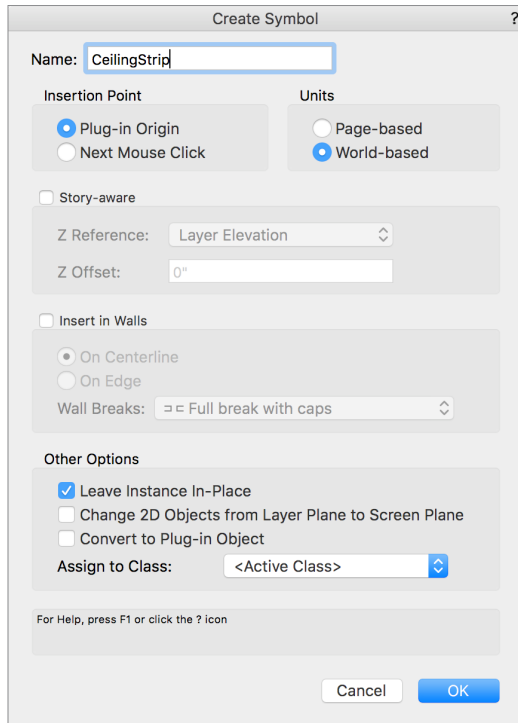 Create Symbol ?
Name: CeilingStrip
Insertion Point Units
Plug-in Origin Page-based
Next Mouse Click World-based
Story-aware
Z Reference: Layer Elevation
Z Offset: 0"
Insert in Walls
On Centerline
On Edge
Wall Breaks: Full break with caps
Other Options
Leave Instance In-Place
Change 2D Objects from Layer Plane to Screen Plane
Convert to Plug-in Object
Assign to Class: <Active Class>
For Help, press F1 or click the ? icon
Cancel OK